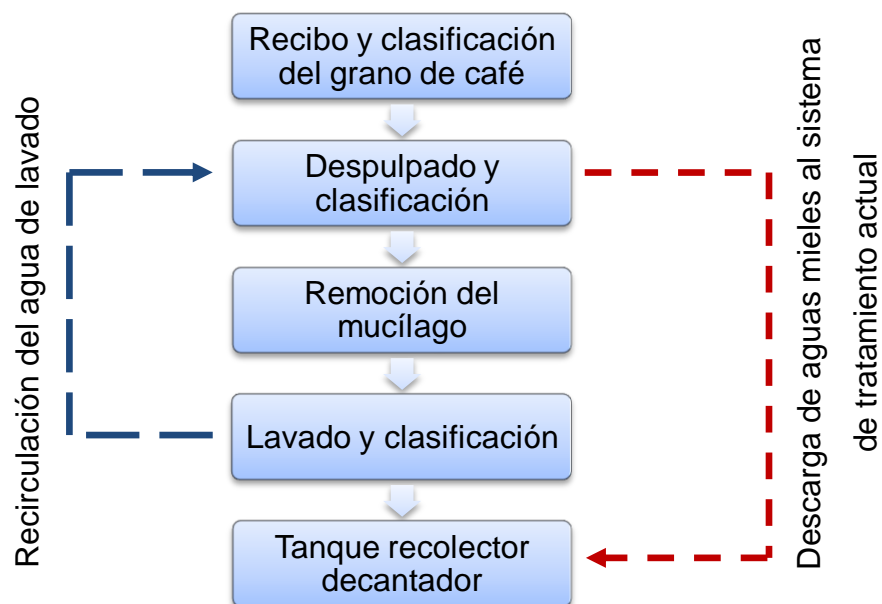 Recibo y clasificación
del grano de café
Despulpado y
clasificación
Remoción del
mucílago
Lavado y clasificación
Tanque recolector
decantador
Recirculación del agua de lavado
Descarga de aguas mieles al sistema
de tratamiento actual